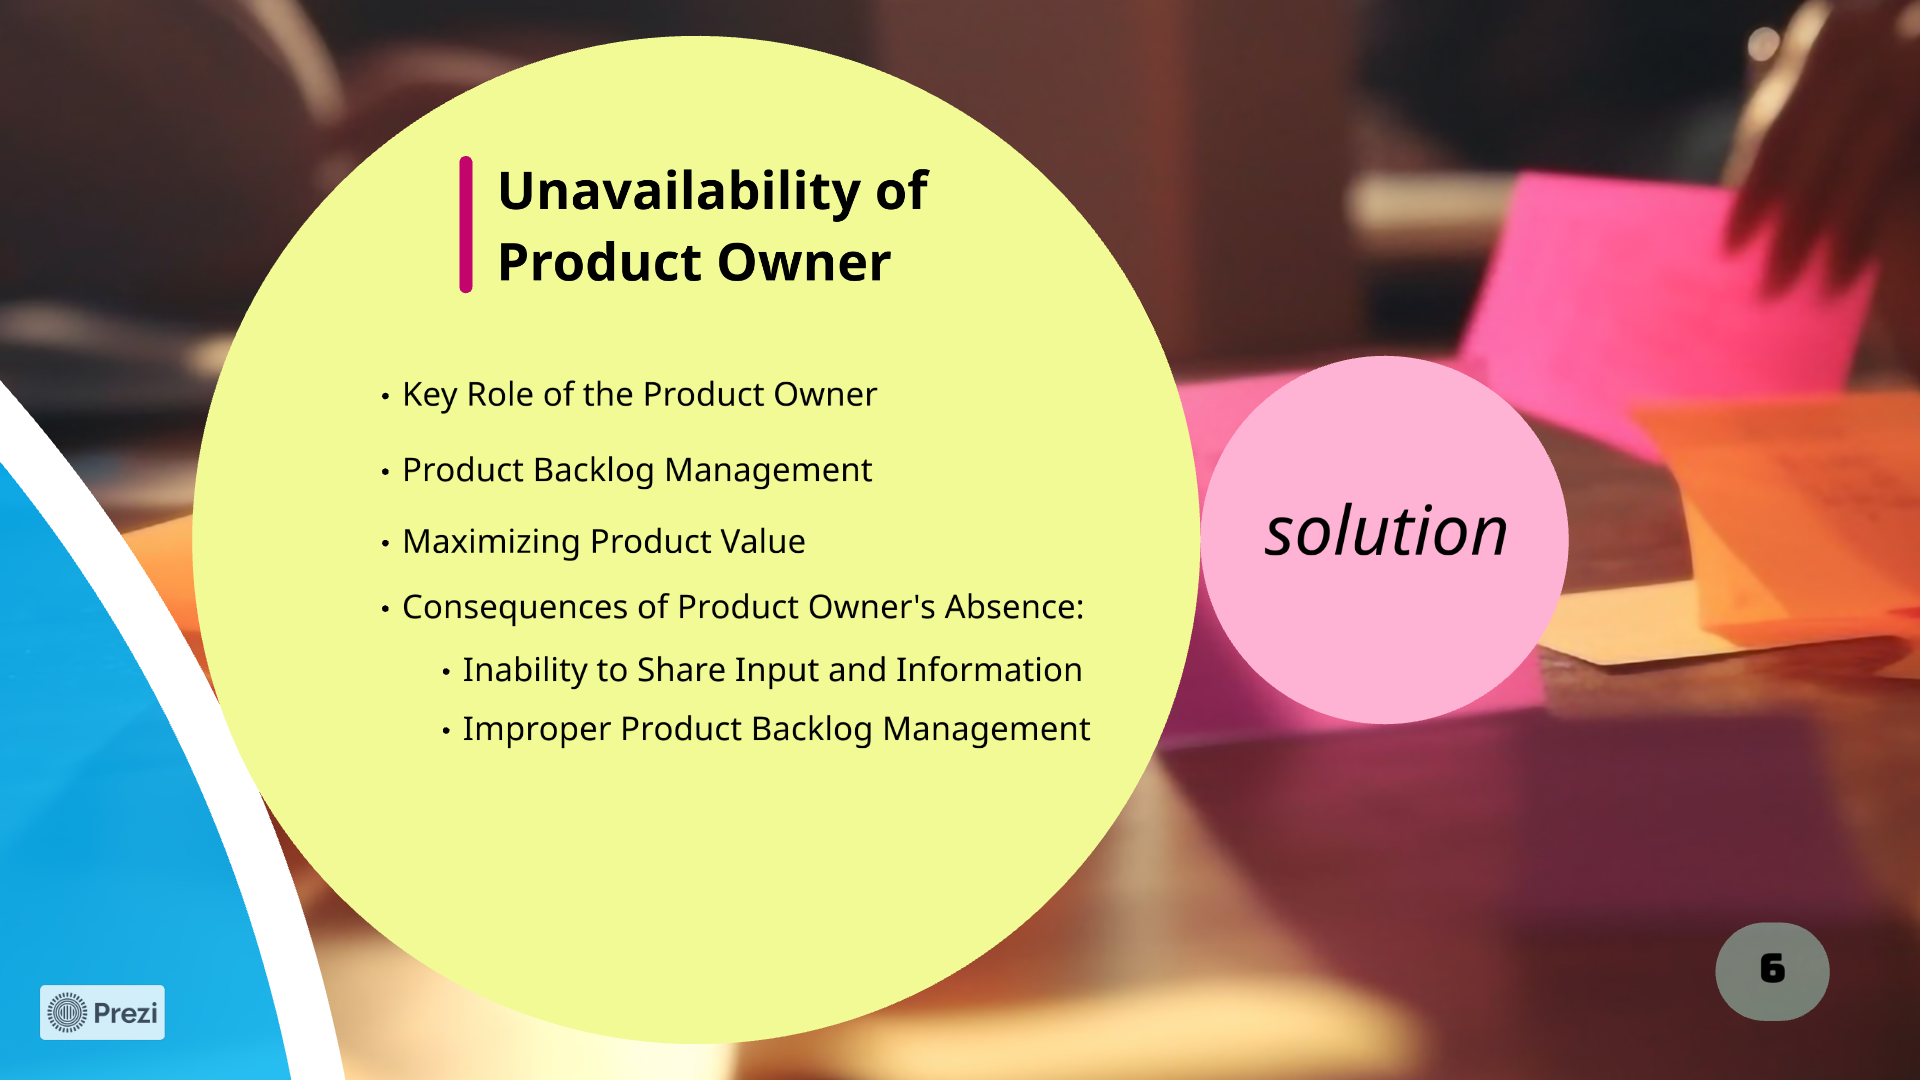 Unavailability of
Product Owner
• Key Role of the Product Owner
• Product Backlog Management
• Maximizing Product Value
• Consequences of Product Owner's Absence:
• Inability to Share Input and Information
• Improper Product Backlog Management
solution
6
Prezi